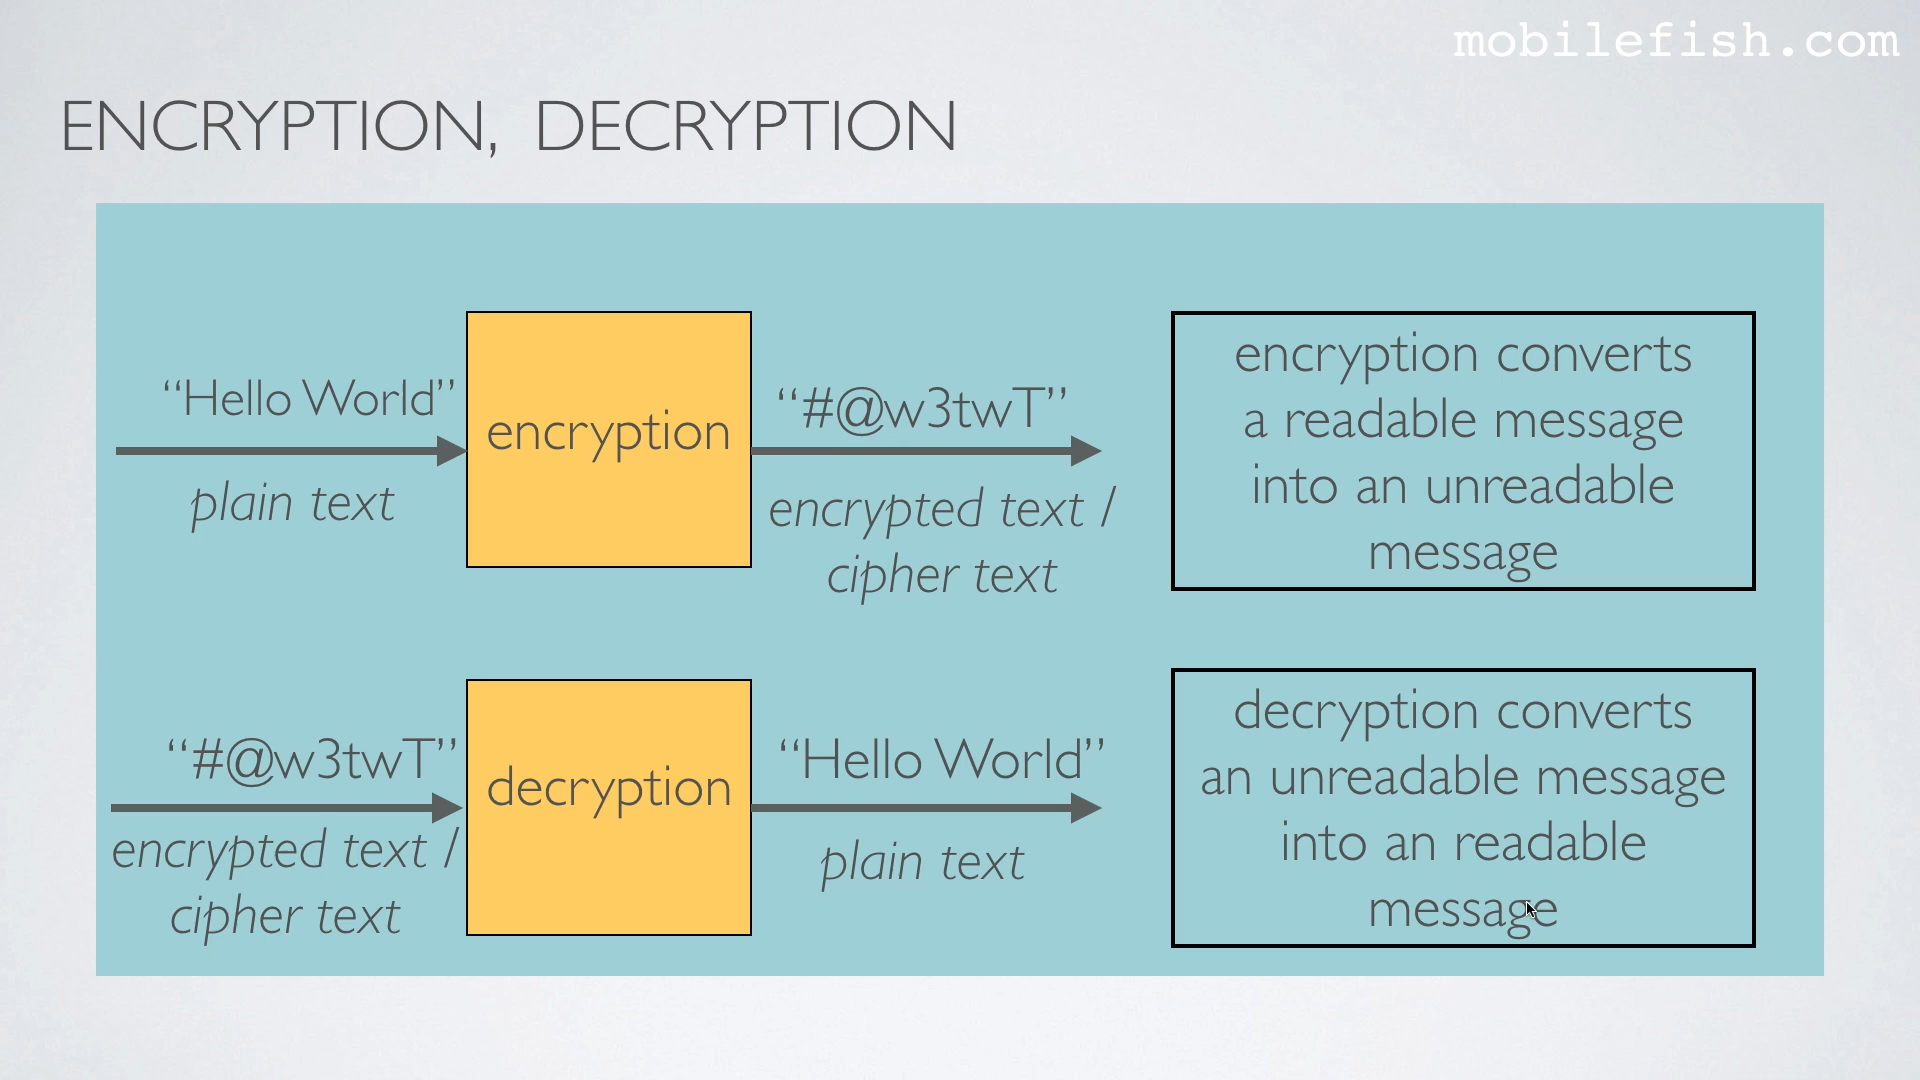 mobilefish.com
ENCRYPTION, DECRYPTION
“Hello World”
plain text
encryption
“#@w3twT”
encrypted text /
cipher text
encryption converts
a readable message
into an unreadable
message
“#@w3twT”
encrypted text /
cipher text
decryption
“Hello World”
plain text
decryption converts
an unreadable message
into an readable
message